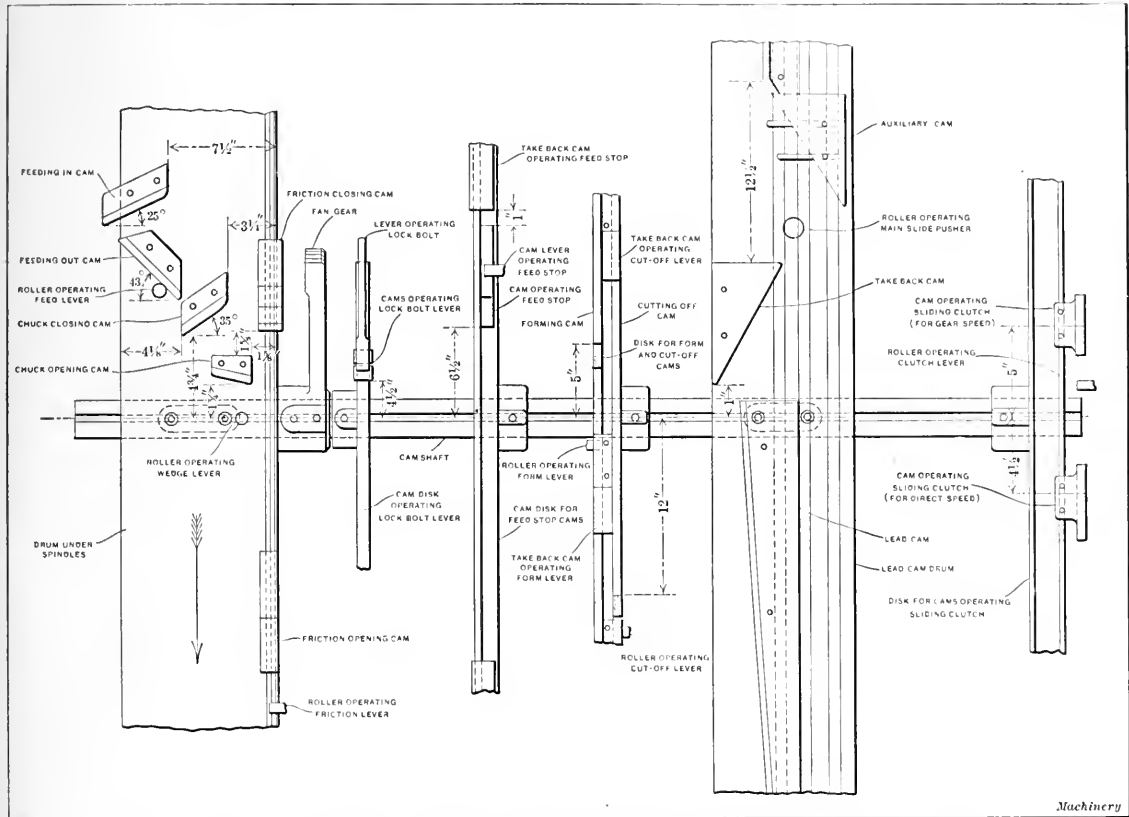 FEEDING IN CAM
25°
7½"
3¼"
FEEDING OUT CAM
43°
ROLLER OPERATING
FEED LEVER
CHUCK CLOSING CAM
35°
4⅛"
CHUCK OPENING CAM
4¾"
ROLLER OPERATING
WEDGE LEVER
DRUM UNDER
SPINDLES
FRICTION CLOSING CAM
FAN GEAR
LEVER OPERATING
LOCK BOLT
CAMS OPERATING
LOCK BOLT LEVER
4½"
CAM SHAFT
CAM DISK
OPERATING
LOCK BOLT LEVER
FRICTION OPENING CAM
ROLLER OPERATING
FRICTION LEVER
TAKE BACK CAM
OPERATING FEED STOP
1"
CAM LEVER
OPERATING
FEED STOP
CAM OPERATING
FEED STOP
6½"
FORMING CAM
5"
ROLLER OPERATING
FORM LEVER
CAM DISK FOR
FEED STOP CAMS
TAKE BACK CAM
OPERATING
FORM LEVER
TAKE BACK CAM
OPERATING
CUT-OFF LEVER
CUTTING OFF
CAM
DISK FOR FORM
AND CUT-OFF
CAMS
12"
ROLLER OPERATING
CUT-OFF LEVER
12½"
1"
AUXILIARY CAM
ROLLER OPERATING
MAIN SLIDE PUSHER
TAKE BACK CAM
CAM OPERATING
SLIDING CLUTCH
(FOR GEAR SPEED)
ROLLER OPERATING
CLUTCH LEVER
5"
4½"
CAM OPERATING
SLIDING CLUTCH
(FOR DIRECT SPEED)
LEAD CAM
LEAD CAM DRUM
DISK FOR CAMS OPERATING
SLIDING CLUTCH
Machinery